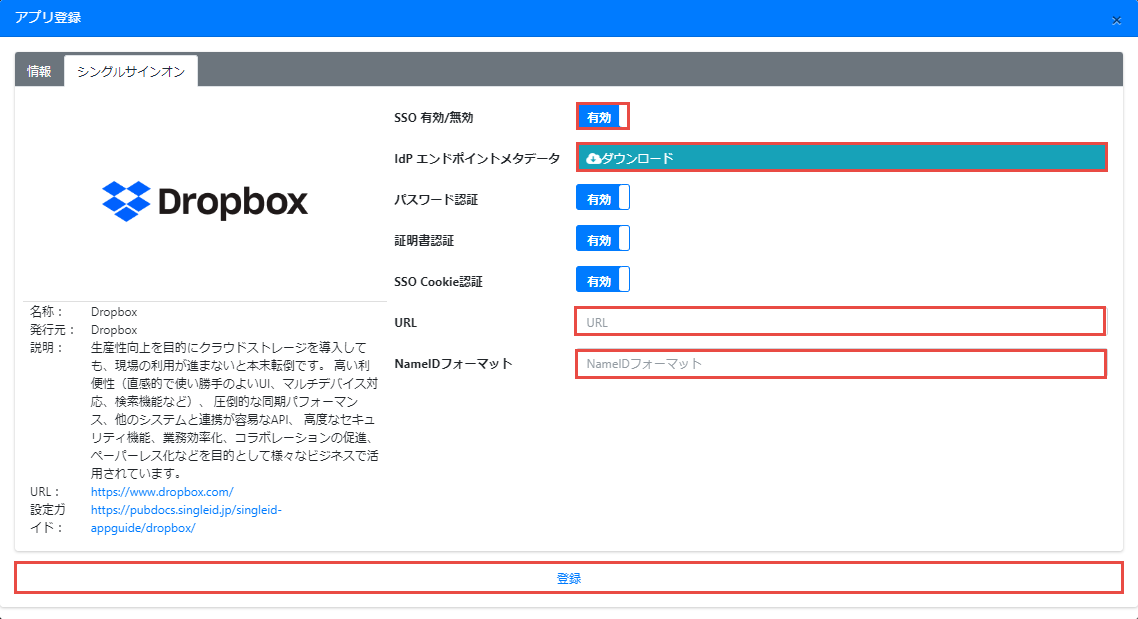 アプリ登録
×
情報
シングルサインオン
Dropbox
SSO 有効/無効
有効
IdP エンドポイントメタデータ
ダウンロード
パスワード認証
有効
証明書認証
有効
SSO Cookie認証
有効
URL
URL
NameIDフォーマット
NameIDフォーマット
名称：
Dropbox
発行元：
Dropbox
説明：
生産性向上を目的にクラウドストレージを導入して
も、現場の利用が進まないと本末転倒です。 高い利
便性（直感的で使い勝手のよいUI、マルチデバイス対
応、検索機能など）、 圧倒的な同期パフォーマン
ス、他のシステムと連携が容易なAPI、 高度なセキュ
リティ機能、業務効率化、コラボレーションの促進、
ペーパーレス化などを目的として様々なビジネスで活
用されています。
URL：
https://www.dropbox.com/
設定ガ
イド：
https://pubdocs.singleid.jp/singleid-
appguide/dropbox/
登録